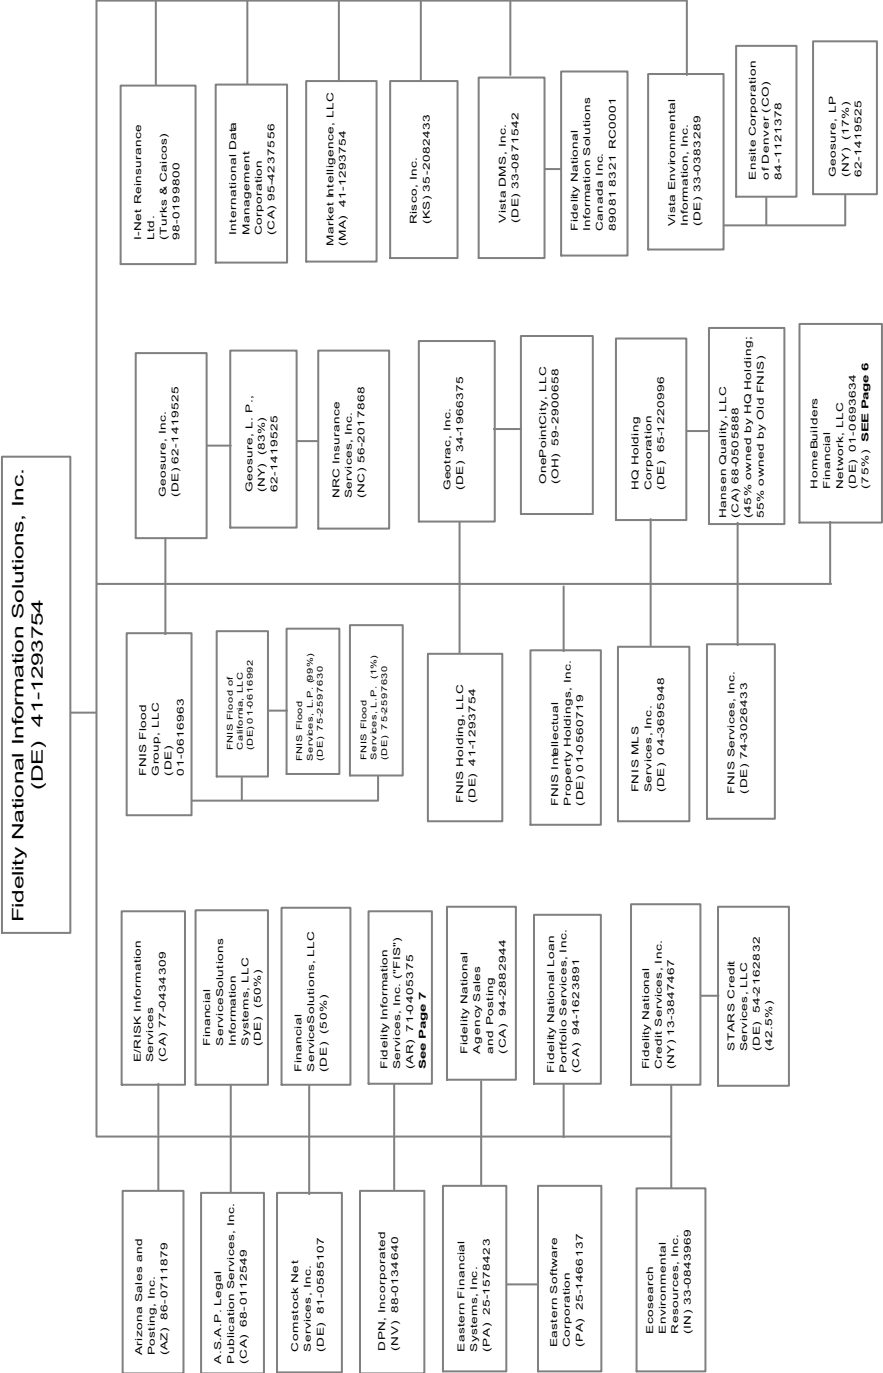 Fidelity National Information Solutions, Inc.
(DE) 41-1293754
Arizona Sales and
Posting, Inc.
(AZ) 86-0711879
A.S.A.P. Legal
Publication Services, Inc.
(CA) 68-0112549
Comstock Net
Services, Inc.
(DE) 81-0585107
DPN, Incorporated
(NV) 88-0134640
Eastern Financial
Systems, Inc.
(PA) 25-1578423
Eastern Software
Corporation
(PA) 25-1466137
Ecosearch
Environmental
Resources, Inc.
(IN) 33-0843969
E/RISK Information
Services
(CA) 77-0434309
Financial
ServiceSolutions
Information
Systems, LLC
(DE) (50%)
Financial
ServiceSolutions, LLC
(DE) (50%)
Fidelity Information
Services, Inc. ("FIS")
(AR) 71-0405375
See Page 7
Fidelity National
Agency Sales
and Posting
(CA) 94-2882944
Fidelity National Loan
Portfolio Services, Inc.
(CA) 94-1623891
Fidelity National
Credit Services, Inc.
(NY) 13-3847467
STARS Credit
Services, LLC
(DE) 54-2162832
(42.5%)
FNIS Flood
Group, LLC
(DE)
01-0616963
FNIS Flood of
California, LLC
(DE) 01-0616992
FNIS Flood
Services, L.P. (99%)
(DE) 75-2597630
FNIS Flood
Services, L.P. (1%)
(DE) 75-2597630
FNIS Holding, LLC
(DE) 41-1293754
FNIS Intellectual
Property Holdings, Inc.
(DE) 01-0560719
FNIS MLS
Services, Inc.
(DE) 04-3695948
FNIS Services, Inc.
(DE) 74-3026433
Geosure, Inc.
(DE) 62-1419525
Geosure, L. P.,
(NY) (83%)
62-1419525
NRC Insurance
Services, Inc.
(NC) 56-2017868
Geotrac, Inc.
(DE) 34-1966375
OnePointCity, LLC
(OH) 59-2900658
HQ Holding
Corporation
(DE) 65-1220996
Hansen Quality, LLC
(CA) 68-0505888
(45% owned by HQ Holding;
55% owned by Old FNIS)
HomeBuilders
Financial
Network, LLC
(DE) 01-0693634
(75%) SEE Page 6
I-Net Reinsurance
Ltd.
(Turks & Caicos)
98-0199800
International Data
Management
Corporation
(CA) 95-4237556
Market Intelligence, LLC
(MA) 41-1293754
Risco, Inc.
(KS) 35-2082433
Vista DMS, Inc.
(DE) 33-0871542
Fidelity National
Information Solutions
Canada Inc.
89081 8321 RC0001
Vista Environmental
Information, Inc.
(DE) 33-0383289
Ensite Corporation
of Denver (CO)
84-1121378
Geosure, LP
(NY) (17%)
62-1419525